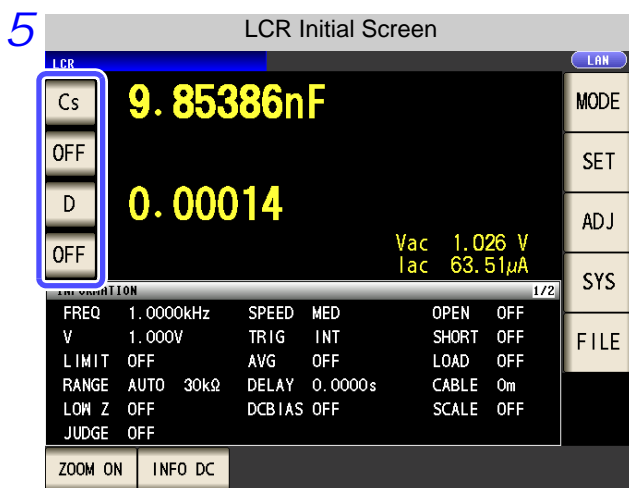 5
LCR Initial Screen
LCR
LAN
Cs 9.85386nF
MODE
OFF
SET
D 0.00014
ADJ
OFF
Vac 1.026 V
Iac 63.51μA
SYS
INFORMATION 1/2
FREQ 1.0000kHz SPEED MED OPEN OFF
V 1.000V TRIG INT SHORT OFF
FILE
LIMIT OFF AVG OFF LOAD OFF
RANGE AUTO 30kΩ DELAY 0.0000s CABLE 0m
LOW Z OFF DCBIAS OFF SCALE OFF
JUDGE OFF
ZOOM ON INFO DC